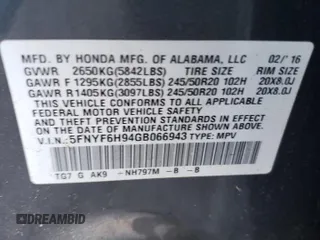 MFD. BY HONDA MFG. OF ALABAMA, LLC 02/'16
GVWR 2650KG(5842LBS) TIRE SIZE RIM SIZE
GAWR F 1295KG(2855LBS) 245/50R20 102H 20X8.0J
GAWR R 1405KG(3097LBS) 245/50R20 102H 20X8.0J
THIS VEHICLE CONFORMS TO ALL APPLICABLE
FEDERAL MOTOR VEHICLE SAFETY AND THEFT PREVENTION
STANDARDS IN EFFECT ON THE DATE OF MANUFACTURE SHOWN ABOVE.
V.I.N.: 5FNYF6H94GB066943 TYPE: MPV
TG7 G AK9 - NH797M - B - B
© DREAMBID DREAMBID.COM